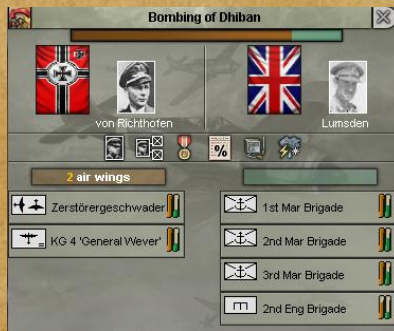 Bombing of Dhiban
von Richthofen
Lumsden
%
2 air wings
Zerstörergeschwader
1st Mar Brigade
KG 4 'General Wever'
2nd Mar Brigade
3rd Mar Brigade
2nd Eng Brigade